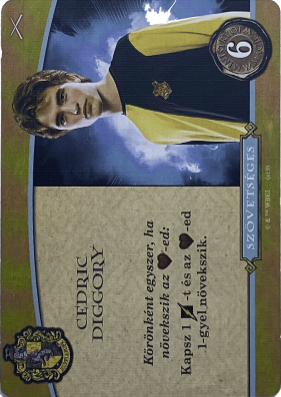 CEDRIC
DIGGORY
Körönként egyszer, ha
növekszik az -ed:
Kapsz 1 -t és az -ed
1-gyel növekszik.
SZÖVETSÉGES
6